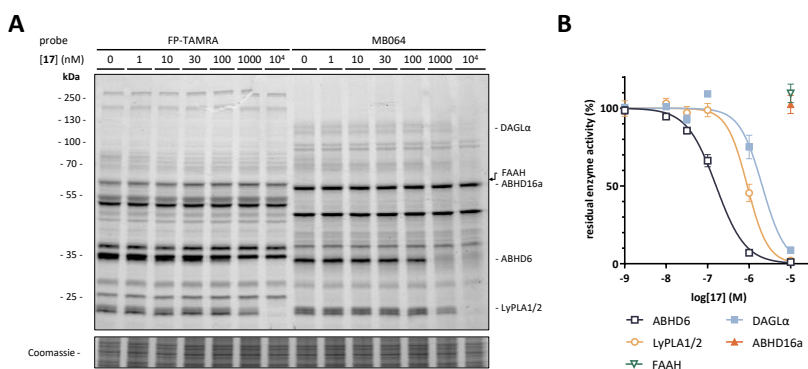 A
probe FP-TAMRA MB064
[17] (nM) 0 1 10 30 100 1000 10⁴ 0 1 10 30 100 1000 10⁴
kDa
- 250 -
- 130 -
- 100 -
- 70 -
- 55 -
- 35 -
- 25 -
- DAGLα
FAAH
- ABHD16a
- ABHD6
- LyPLA1/2
Coomassie -
B
residual enzyme activity (%)
100
50
0
-9 -8 -7 -6 -5
log[17] (M)
ABHD6 DAGLα
LyPLA1/2 ABHD16a
FAAH